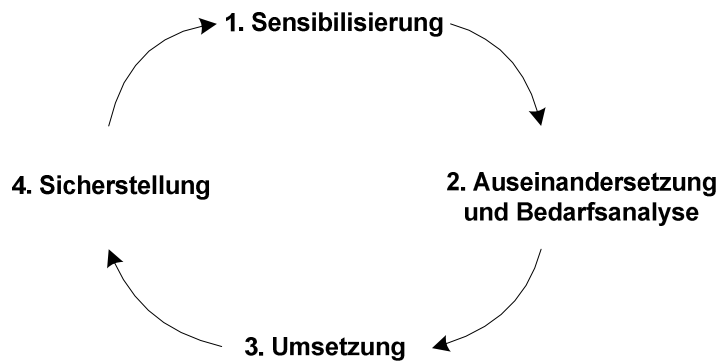 1. Sensibilisierung
2. Auseinandersetzung
und Bedarfsanalyse
3. Umsetzung
4. Sicherstellung